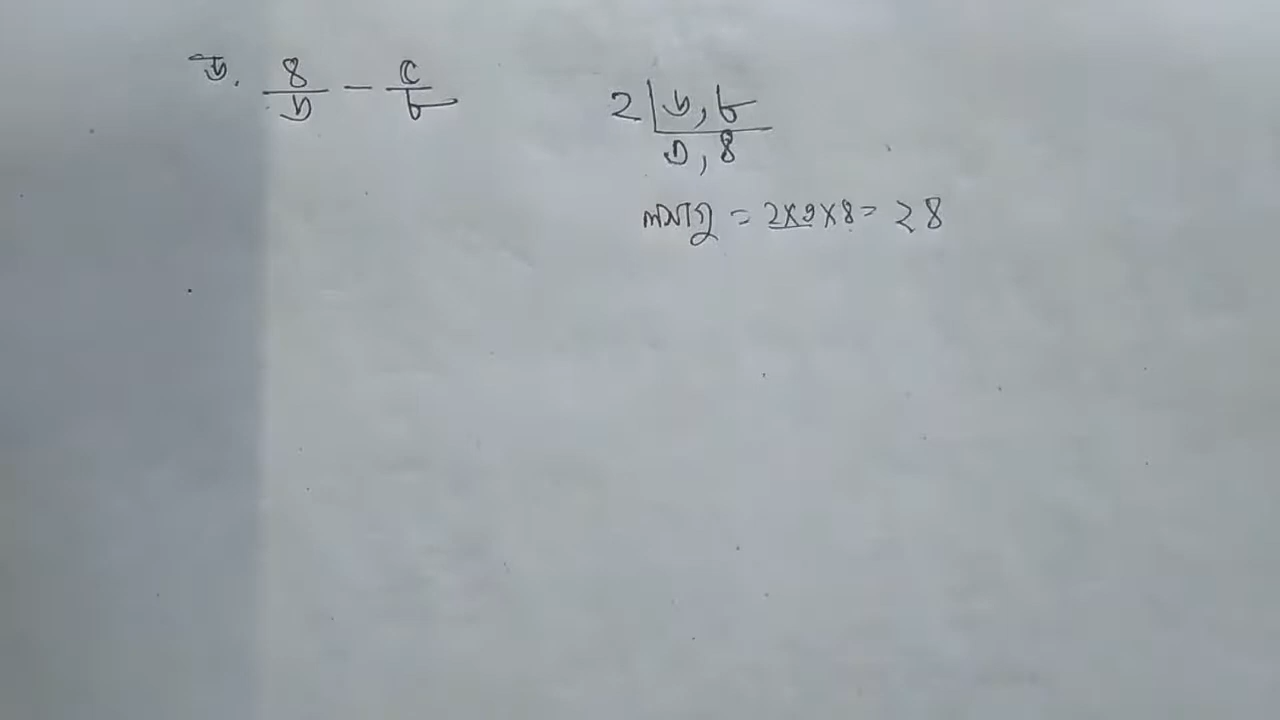 ৪/৬ − ৫/৮
২ | ৬, ৮
৩, ৪
লসাগু = ২×৩×৪ = ২৪